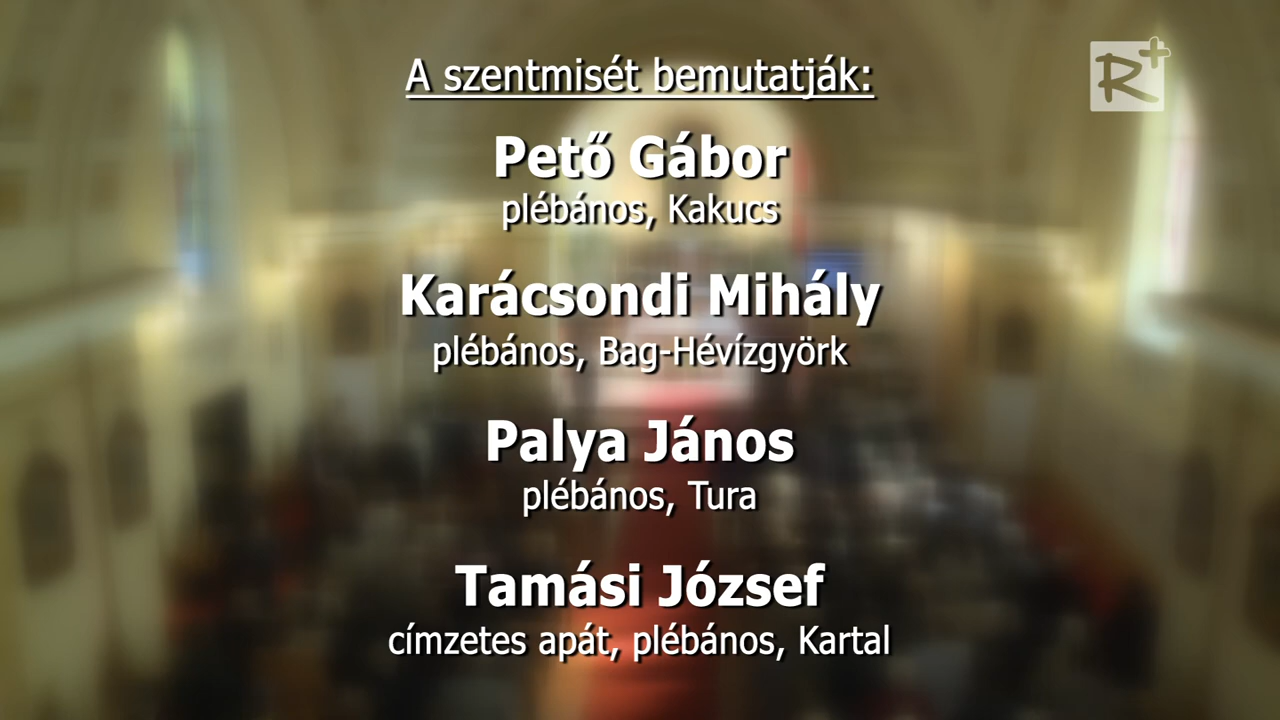 A szentmisét bemutatják:
R+
Pető Gábor
plébános, Kakucs
Karácsondi Mihály
plébános, Bag-Hévízgyörk
Palya János
plébános, Tura
Tamási József
címzetes apát, plébános, Kartal